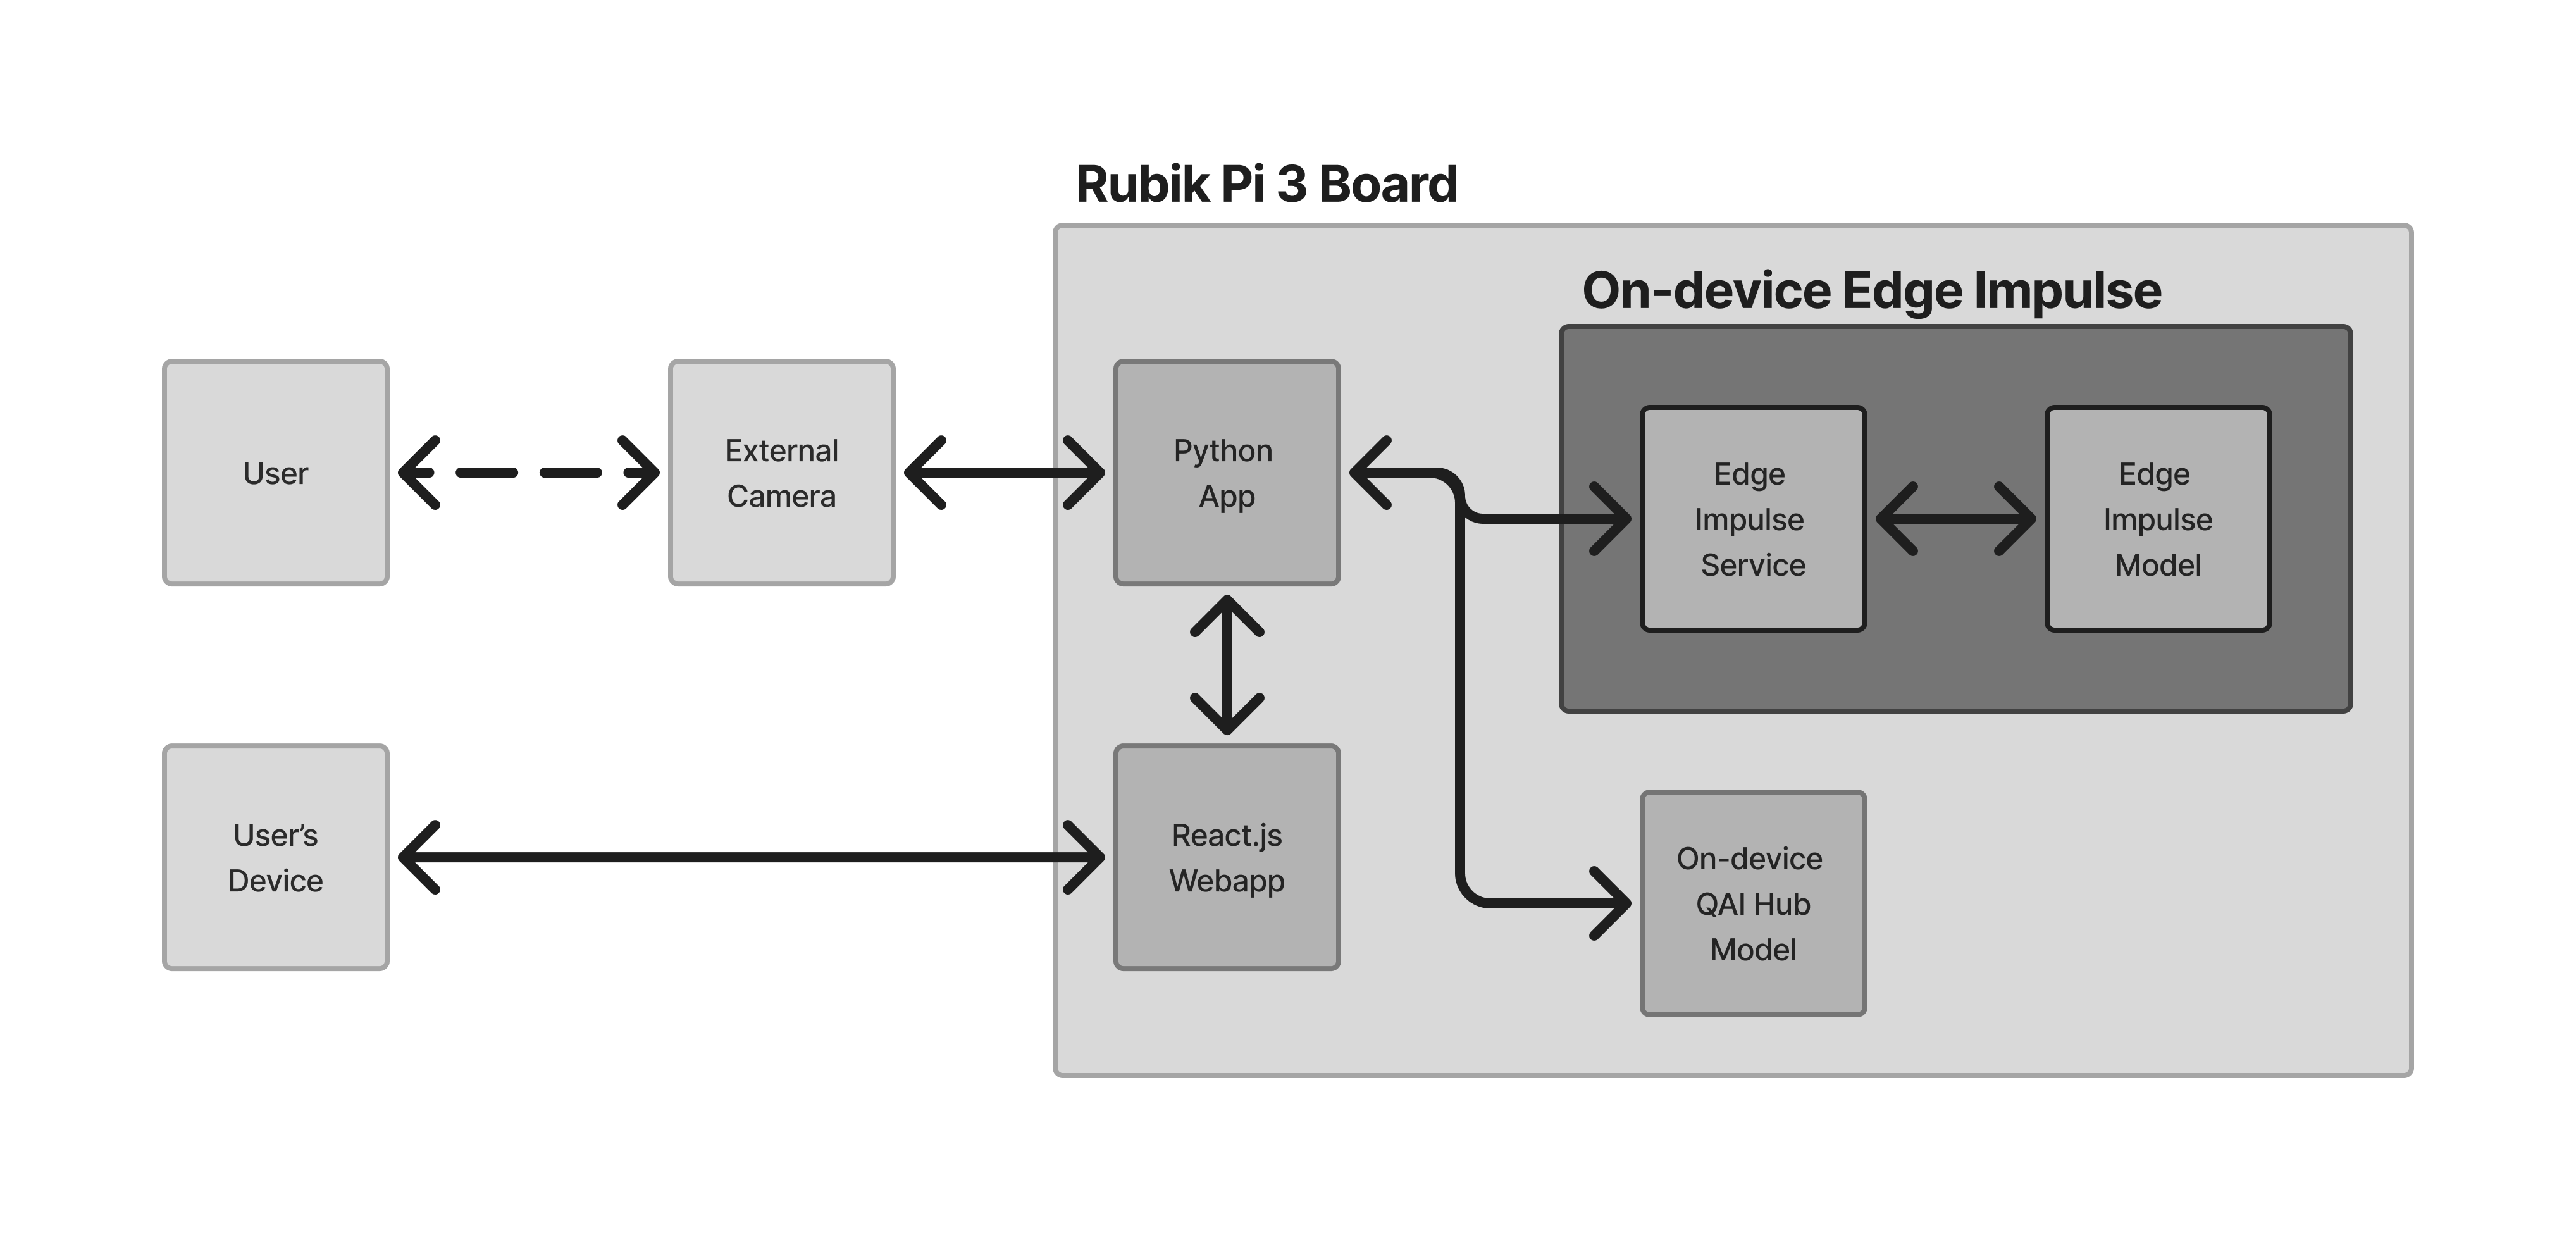 Rubik Pi 3 Board
On-device Edge Impulse
User
External
Camera
Python
App
Edge
Impulse
Service
Edge
Impulse
Model
User’s
Device
React.js
Webapp
On-device
QAI Hub
Model